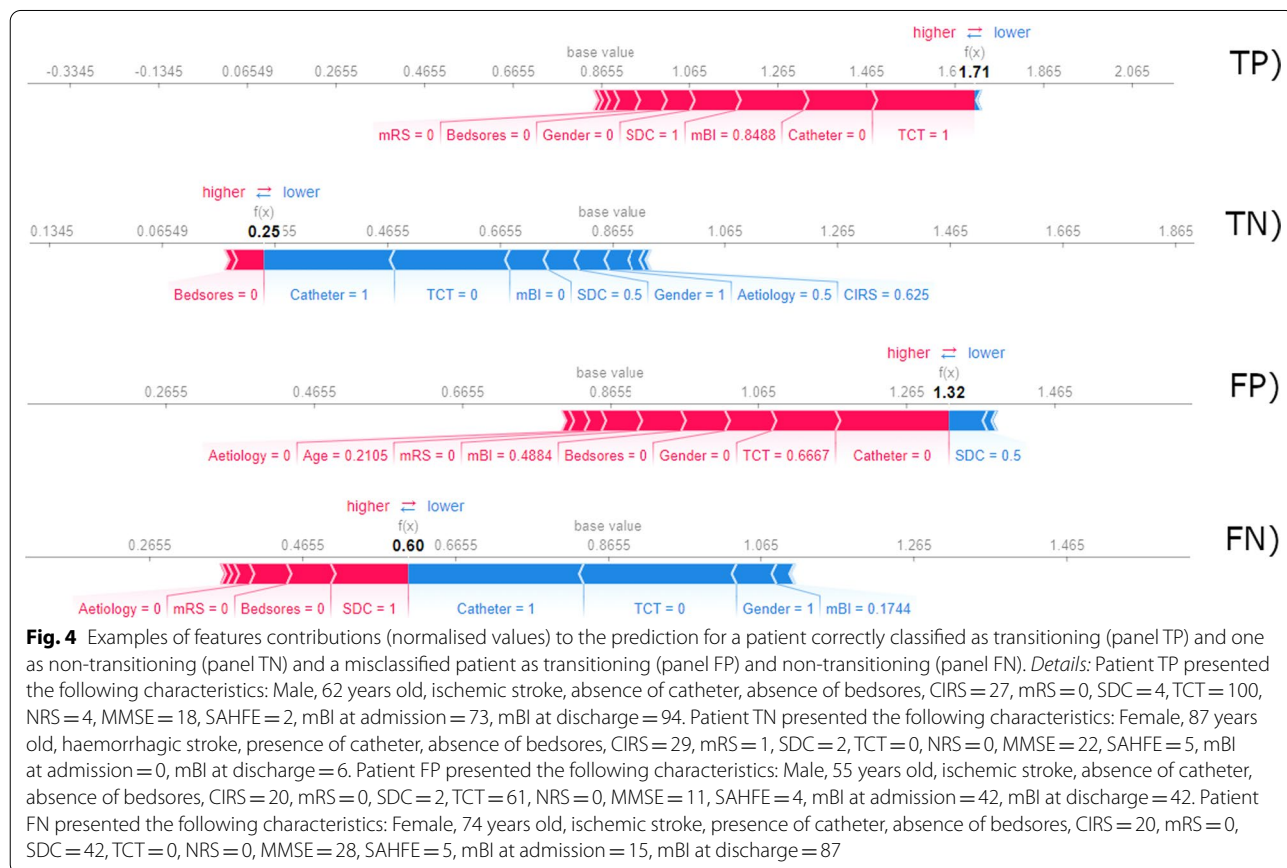 higher ⇄ lower
base value f(x)
-0.3345 -0.1345 0.06549 0.2655 0.4655 0.6655 0.8655 1.065 1.265 1.465 1.6 1.71 1.865 2.065
TP)
mRS = 0 Bedsores = 0 Gender = 0 SDC = 1 mBI = 0.8488 Catheter = 0 TCT = 1
higher ⇄ lower
f(x) base value
0.1345 0.06549 0.25 55 0.4655 0.6655 0.8655 1.065 1.265 1.465 1.665 1.865
TN)
Bedsores = 0 Catheter = 1 TCT = 0 mBI = 0 SDC = 0.5 Gender = 1 Aetiology = 0.5 CIRS = 0.625
higher ⇄ lower
base value f(x)
0.2655 0.4655 0.6655 0.8655 1.065 1.265 1.32 1.465
FP)
Aetiology = 0 Age = 0.2105 mRS = 0 mBI = 0.4884 Bedsores = 0 Gender = 0 TCT = 0.6667 Catheter = 0 SDC = 0.5
higher ⇄ lower
f(x) base value
0.2655 0.4655 0.60 0.6655 0.8655 1.065 1.265 1.465
FN)
Aetiology = 0 mRS = 0 Bedsores = 0 SDC = 1 Catheter = 1 TCT = 0 Gender = 1 mBI = 0.1744
Fig. 4 Examples of features contributions (normalised values) to the prediction for a patient correctly classified as transitioning (panel TP) and one
as non-transitioning (panel TN) and a misclassified patient as transitioning (panel FP) and non-transitioning (panel FN). Details: Patient TP presented
the following characteristics: Male, 62 years old, ischemic stroke, absence of catheter, absence of bedsores, CIRS = 27, mRS = 0, SDC = 4, TCT = 100,
NRS = 4, MMSE = 18, SAHFE = 2, mBI at admission = 73, mBI at discharge = 94. Patient TN presented the following characteristics: Female, 87 years
old, haemorrhagic stroke, presence of catheter, absence of bedsores, CIRS = 29, mRS = 1, SDC = 2, TCT = 0, NRS = 0, MMSE = 22, SAHFE = 5, mBI
at admission = 0, mBI at discharge = 6. Patient FP presented the following characteristics: Male, 55 years old, ischemic stroke, absence of catheter,
absence of bedsores, CIRS = 20, mRS = 0, SDC = 2, TCT = 61, NRS = 0, MMSE = 11, SAHFE = 4, mBI at admission = 42, mBI at discharge = 42. Patient
FN presented the following characteristics: Female, 74 years old, ischemic stroke, presence of catheter, absence of bedsores, CIRS = 20, mRS = 0,
SDC = 42, TCT = 0, NRS = 0, MMSE = 28, SAHFE = 5, mBI at admission = 15, mBI at discharge = 87